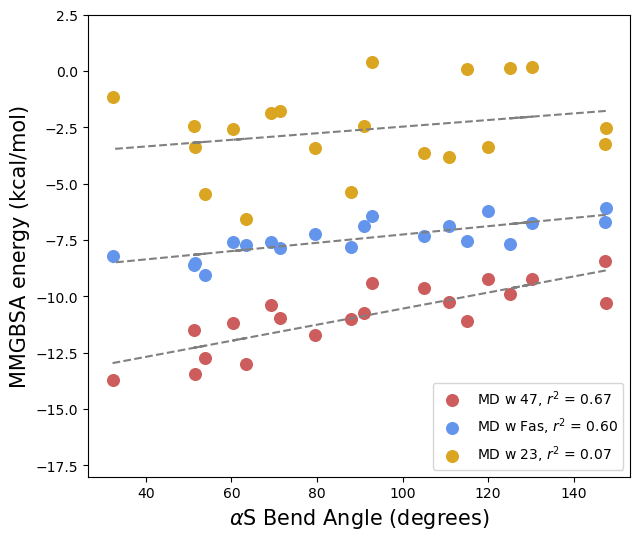 2.5
0.0
−2.5
−5.0
−7.5
−10.0
−12.5
−15.0
−17.5
MMGBSA energy (kcal/mol)
MD w 47, r² = 0.67
MD w Fas, r² = 0.60
MD w 23, r² = 0.07
40 60 80 100 120 140
αS Bend Angle (degrees)